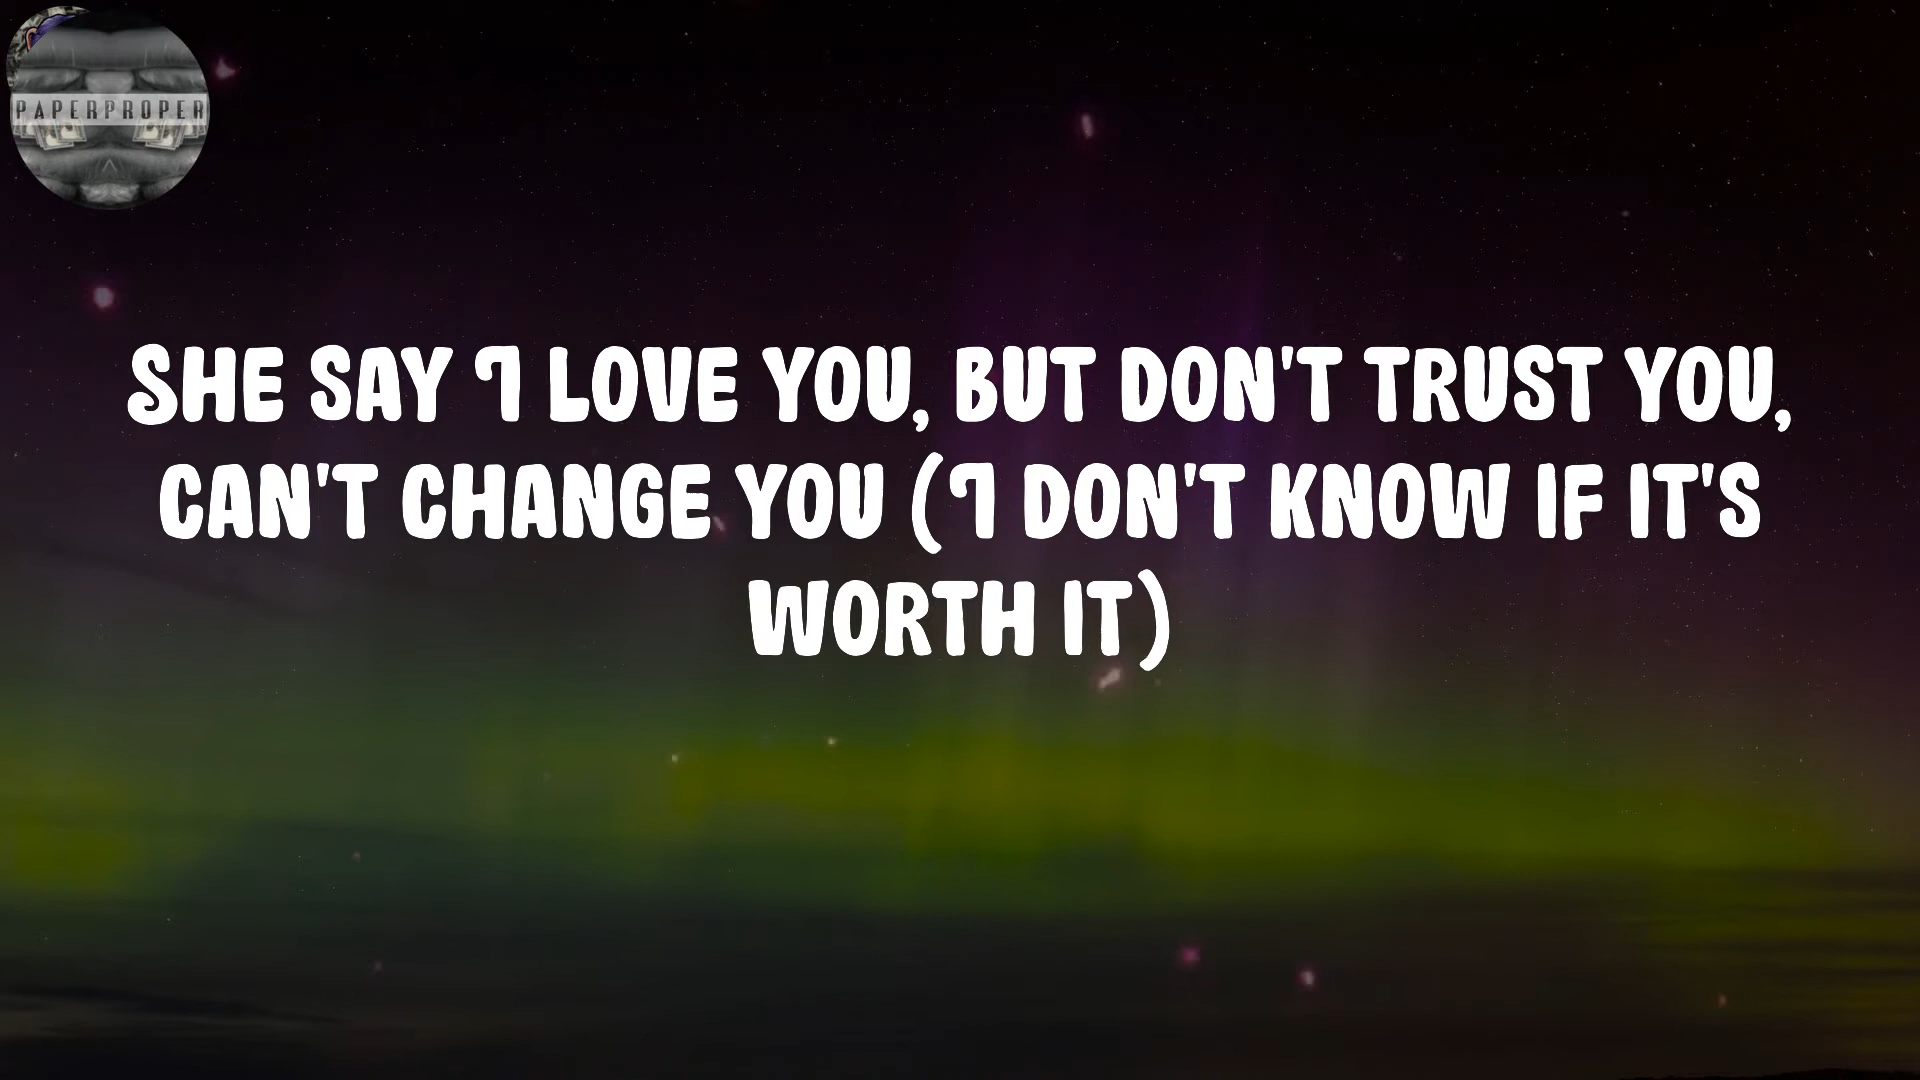 PAPERPROPER
SHE SAY I LOVE YOU, BUT DON'T TRUST YOU,
CAN'T CHANGE YOU (I DON'T KNOW IF IT'S
WORTH IT)